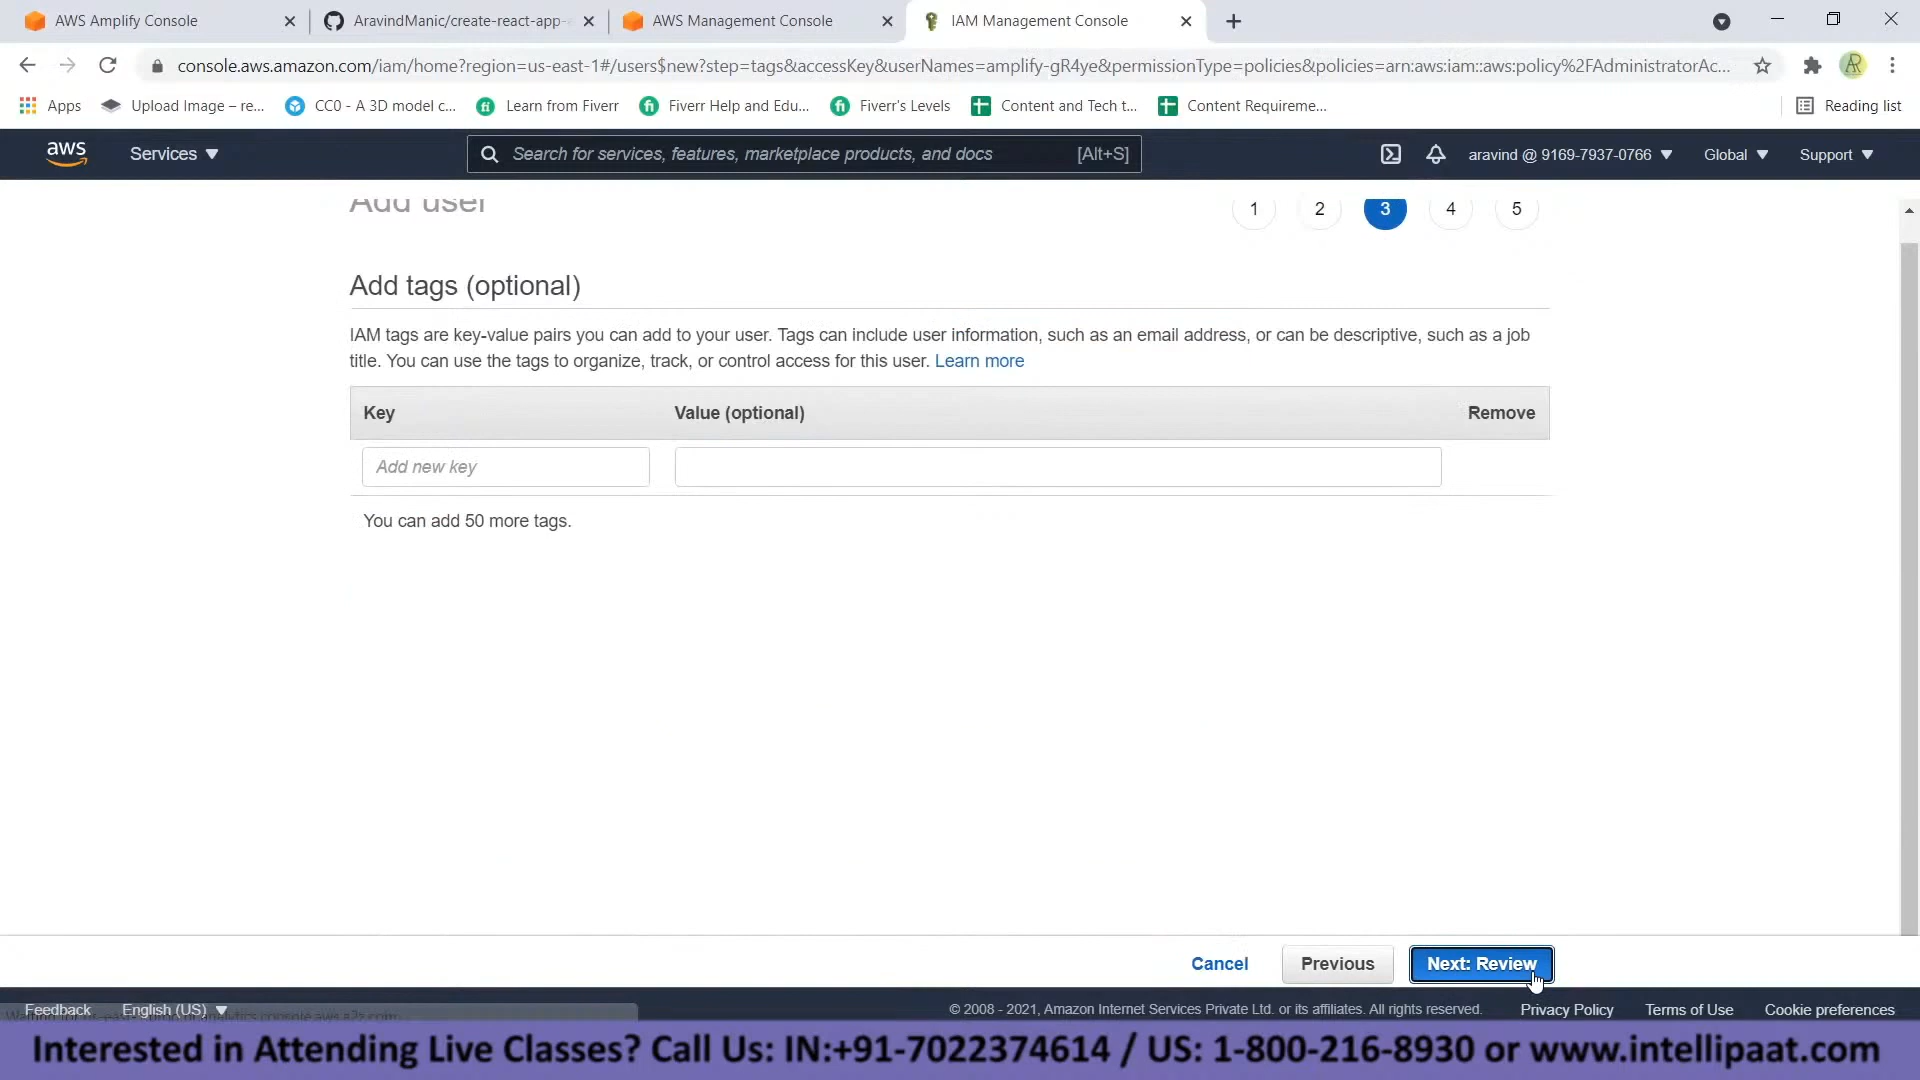 AWS Amplify Console
AravindManic/create-react-app-
AWS Management Console
IAM Management Console
console.aws.amazon.com/iam/home?region=us-east-1#/users$new?step=tags&accessKey&userNames=amplify-gR4ye&permissionType=policies&policies=arn:aws:iam::aws:policy%2FAdministratorAc...
AR
Apps
Upload Image – re...
CC0 - A 3D model c...
Learn from Fiverr
Fiverr Help and Edu...
Fiverr's Levels
Content and Tech t...
Content Requireme...
Reading list
aws
Services
Search for services, features, marketplace products, and docs
[Alt+S]
aravind @ 9169-7937-0766
Global
Support
Add user
1
2
3
4
5
Add tags (optional)
IAM tags are key-value pairs you can add to your user. Tags can include user information, such as an email address, or can be descriptive, such as a job
title. You can use the tags to organize, track, or control access for this user. Learn more
Key
Value (optional)
Remove
Add new key
You can add 50 more tags.
Cancel
Previous
Next: Review
Feedback
English (US)
© 2008 - 2021, Amazon Internet Services Private Ltd. or its affiliates. All rights reserved.
Privacy Policy
Terms of Use
Cookie preferences
Interested in Attending Live Classes? Call Us: IN:+91-7022374614 / US: 1-800-216-8930 or www.intellipaat.com